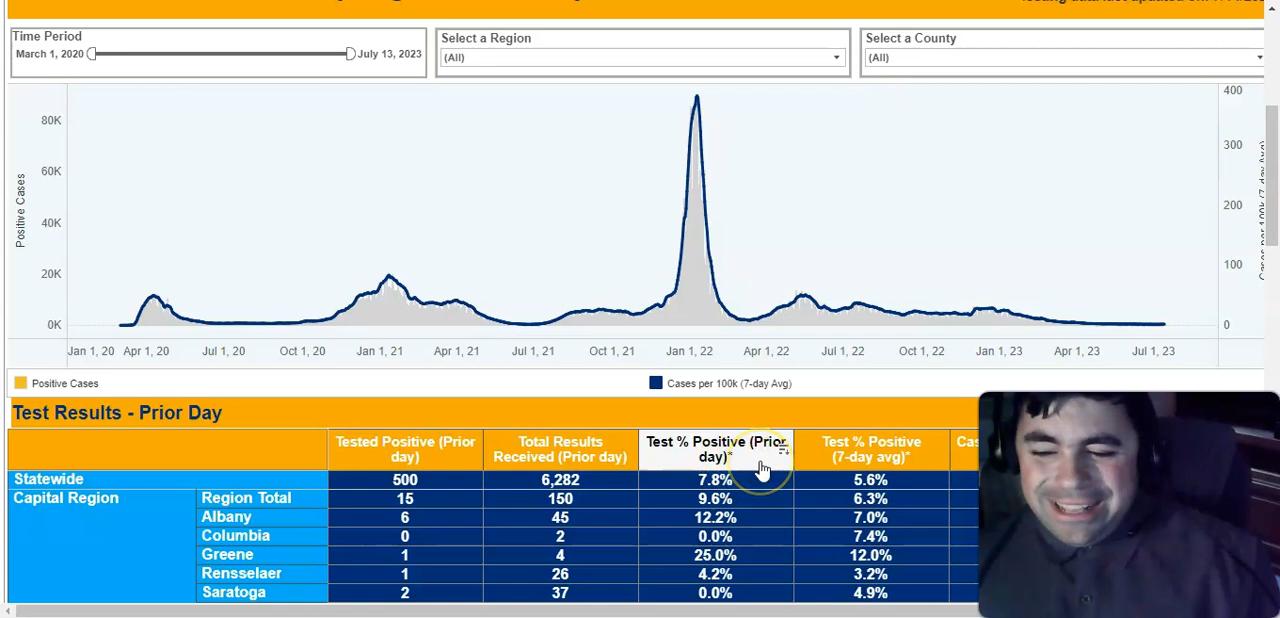 Time Period
March 1, 2020
July 13, 2023
Select a Region
(All)
Select a County
(All)
400
80K
300
60K
200
40K
100
20K
0
0K
Positive Cases
Cases per 100k (7-day Avg)
Jan 1, 20
Apr 1, 20
Jul 1, 20
Oct 1, 20
Jan 1, 21
Apr 1, 21
Jul 1, 21
Oct 1, 21
Jan 1, 22
Apr 1, 22
Jul 1, 22
Oct 1, 22
Jan 1, 23
Apr 1, 23
Jul 1, 23
Positive Cases
Cases per 100k (7-day Avg)
Test Results - Prior Day
Tested Positive (Prior day)
Total Results Received (Prior day)
Test % Positive (Prior day)*
Test % Positive (7-day avg)*
Statewide 500 6,282 7.8% 5.6%
Capital Region Region Total 15 150 9.6% 6.3%
Albany 6 45 12.2% 7.0%
Columbia 0 2 0.0% 7.4%
Greene 1 4 25.0% 12.0%
Rensselaer 1 26 4.2% 3.2%
Saratoga 2 37 0.0% 4.9%